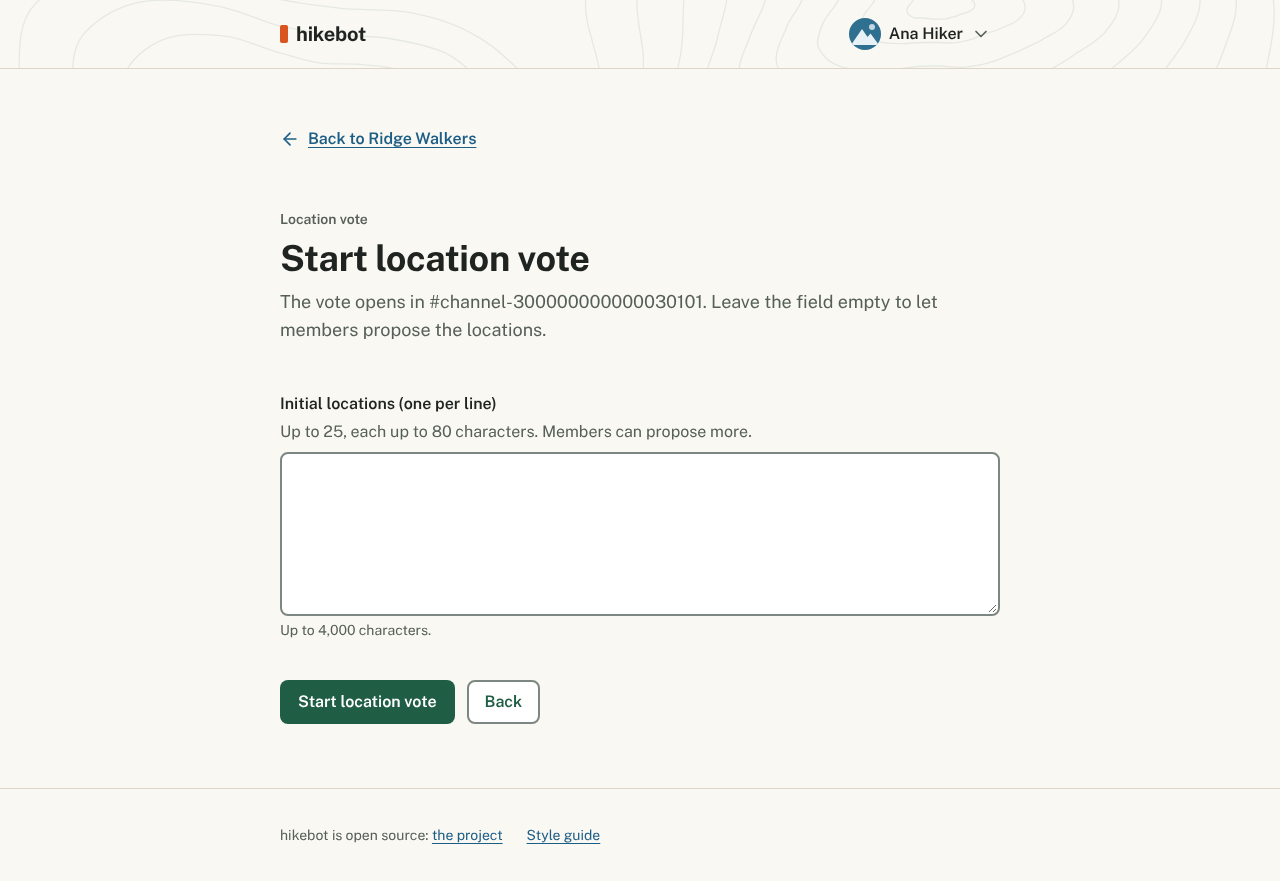 hikebot
Ana Hiker
Back to Ridge Walkers
Location vote
Start location vote
The vote opens in #channel-300000000000030101. Leave the field empty to let
members propose the locations.
Initial locations (one per line)
Up to 25, each up to 80 characters. Members can propose more.
Up to 4,000 characters.
Start location vote
Back
hikebot is open source: the project
Style guide